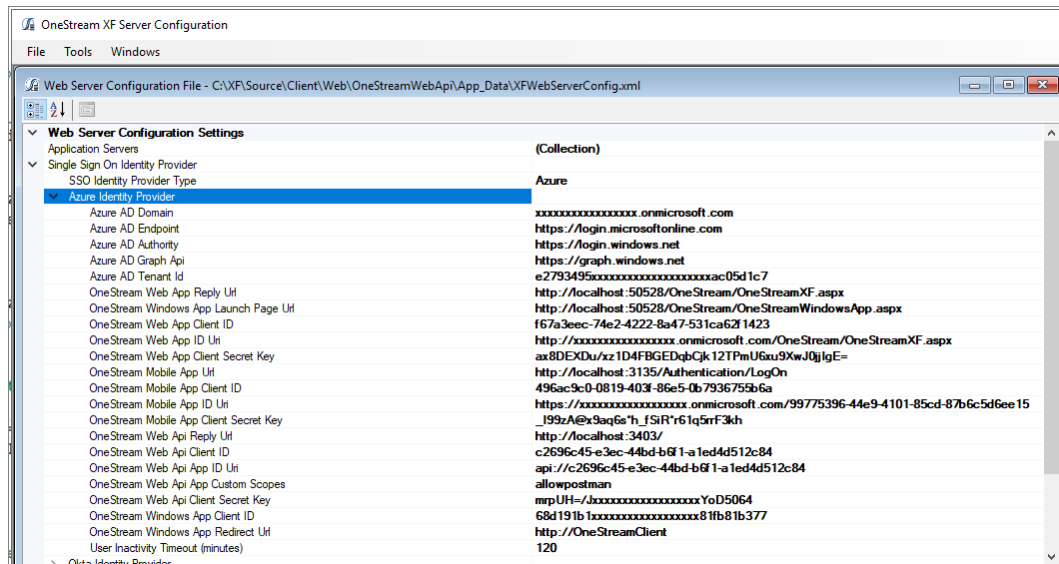 OneStream XF Server Configuration
File Tools Windows
Web Server Configuration File - C:\XF\Source\Client\Web\OneStreamWebApi\App_Data\XFWebServerConfig.xml
Web Server Configuration Settings
Application Servers (Collection)
Single Sign On Identity Provider
SSO Identity Provider Type Azure
Azure Identity Provider
Azure AD Domain xxxxxxxxxxxxxxxxx.onmicrosoft.com
Azure AD Endpoint https://login.microsoftonline.com
Azure AD Authority https://login.windows.net
Azure AD Graph Api https://graph.windows.net
Azure AD Tenant Id e2793495xxxxxxxxxxxxxxxxxxxxxac05d1c7
OneStream Web App Reply Url http://localhost:50528/OneStream/OneStreamXF.aspx
OneStream Windows App Launch Page Url http://localhost:50528/OneStream/OneStreamWindowsApp.aspx
OneStream Web App Client ID f67a3eec-74e2-4222-8a47-531ca62f1423
OneStream Web App ID Uri http://xxxxxxxxxxxxxxxxx.onmicrosoft.com/OneStream/OneStreamXF.aspx
OneStream Web App Client Secret Key ax8DEXDu/xz1D4FBGEDqbCjk12TPmU6xu9XwJ0jjIgE=
OneStream Mobile App Url http://localhost:3135/Authentication/LogOn
OneStream Mobile App Client ID 496ac9c0-0819-403f-86e5-0b7936755b6a
OneStream Mobile App ID Uri https://xxxxxxxxxxxxxxxxxx.onmicrosoft.com/99775396-44e9-4101-85cd-87b6c5d6ee15
OneStream Mobile App Client Secret Key _I99zA@x9aq6s*h_fSiR*r61q5rrF3kh
OneStream Web Api Reply Url http://localhost:3403/
OneStream Web Api Client ID c2696c45-e3ec-44bd-b6f1-a1ed4d512c84
OneStream Web Api App ID Uri api://c2696c45-e3ec-44bd-b6f1-a1ed4d512c84
OneStream Web Api App Custom Scopes allowpostman
OneStream Web Api Client Secret Key mrpUH=/JxxxxxxxxxxxxxxxxxxYoD5064
OneStream Windows App Client ID 68d191b1xxxxxxxxxxxxxxxxxx81fb81b377
OneStream Windows App Redirect Url http://OneStreamClient
User Inactivity Timeout (minutes) 120
Okta Identity Provider